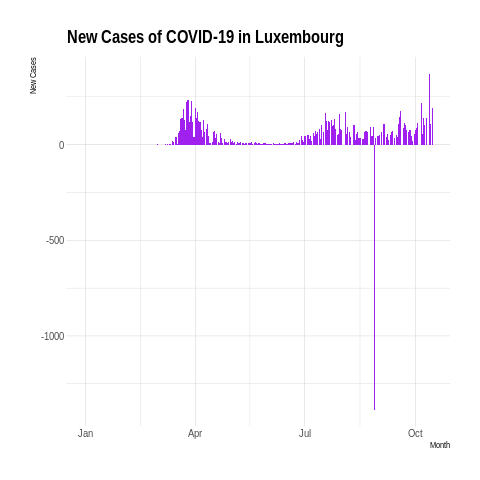 New Cases of COVID-19 in Luxembourg
New Cases
0
-500
-1000
Jan Apr Jul Oct
Month